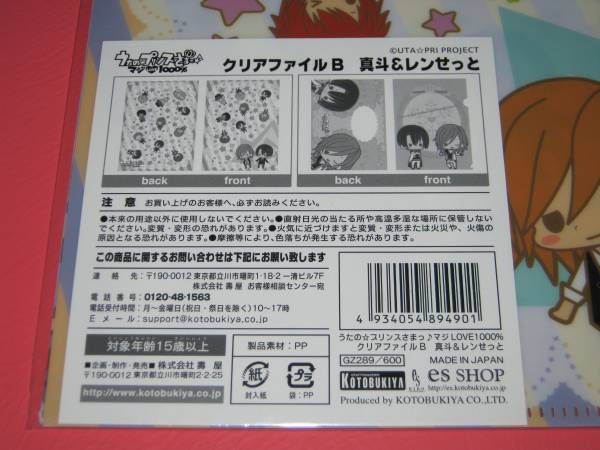 ©UTA☆PRI PROJECT
うたの☆プリンスさまっ♪
マジLOVE1000%
クリアファイルB 真斗&レンせっと
back
front
back
front
注 意 お買い上げのお客様へ、必ずお読みください。
●本来の用途以外に使用しないでください。●直射日光の当たる所や高温多湿な場所に保管しない
でください。変質・変形の恐れがあります。●火気に近づけますと変質・変形または火災や、火傷
の原因となる恐れがあります。●摩擦等により、色落ちが発生する恐れがあります。
この商品に関するお問い合わせは下記にお願い致します
連 絡 先：〒190-0012 東京都立川市曙町1-18-2 一清ビル7F
株式会社 壽 屋 お客様相談センター宛
電 話 番 号：0120-48-1563
電話受付時間：月～金曜日(祝日・祭日を除く)10～17時
E メ ー ル：support@kotobukiya.co.jp
対象年齢15歳以上
製品素材：PP
●企画・制作・発売● 株式会社 壽 屋
〒190-0012 東京都立川市曙町2-2-25
http://www.kotobukiya.co.jp
紙
封入紙
プラ
袋：PP
4 934054 894901
うたの☆プリンスさまっ♪マジLOVE1000%
クリアファイルB 真斗&レンせっと
GZ289／600
MADE IN JAPAN
KOTOBUKIYA
es SHOP
http://es.kotobukiya.co.jp
Produced by KOTOBUKIYA CO.,LTD.